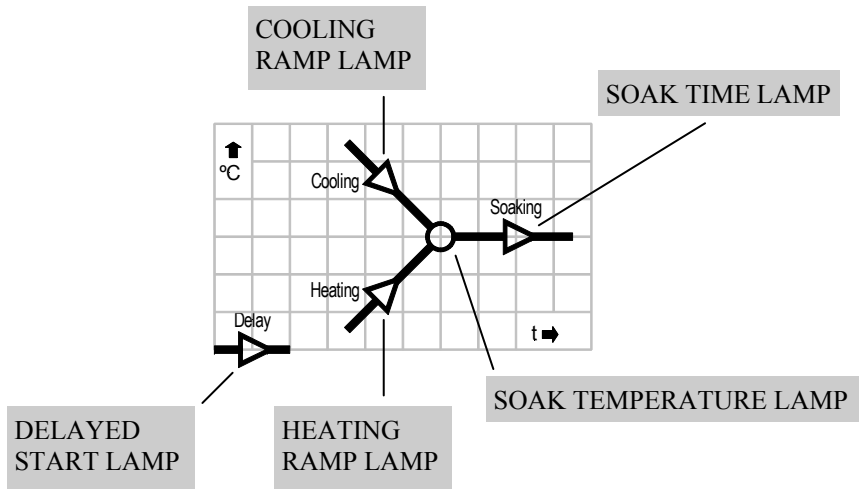 COOLING
RAMP LAMP
SOAK TIME LAMP
ºC
Cooling
Soaking
Heating
Delay
t
SOAK TEMPERATURE LAMP
DELAYED
START LAMP
HEATING
RAMP LAMP